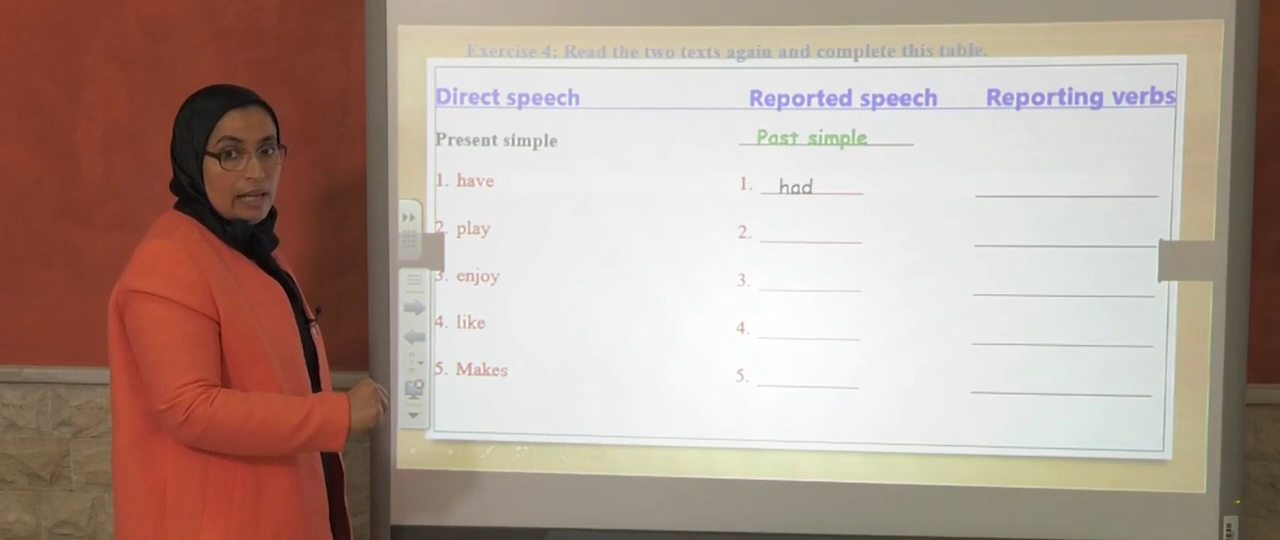 Exercise 4: Read the two texts again and complete this table.
Direct speech Reported speech Reporting verbs
Present simple Past simple
1. have 1. had
2. play 2.
3. enjoy 3.
4. like 4.
5. Makes 5.